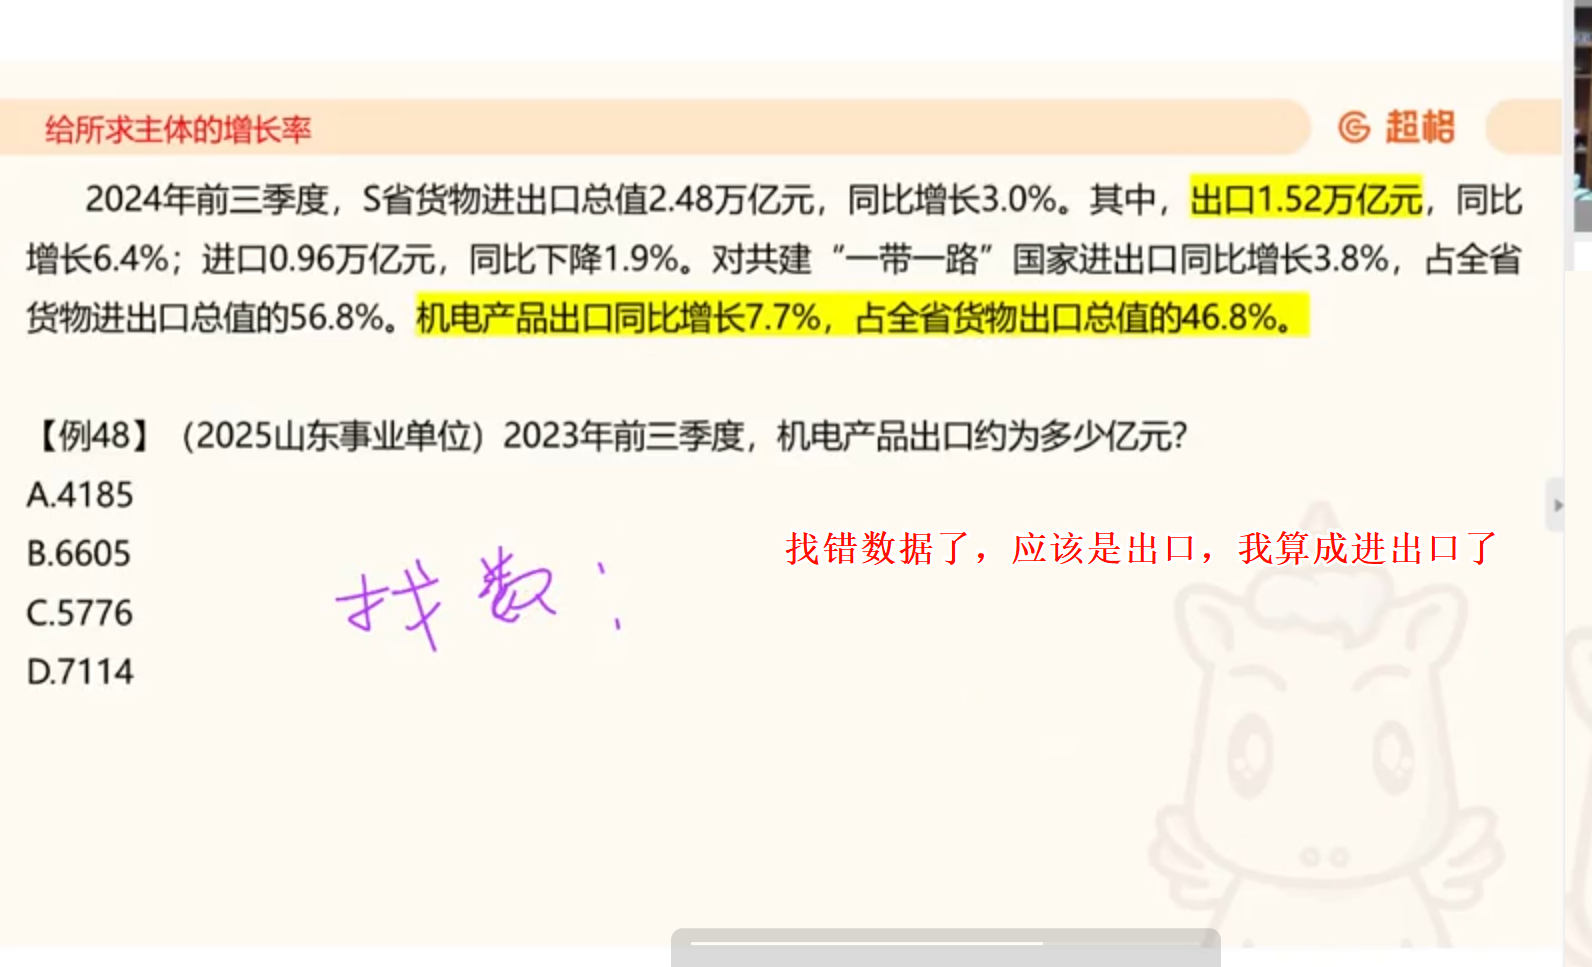 给所求主体的增长率
超格
2024年前三季度，S省货物进出口总值2.48万亿元，同比增长3.0%。其中，出口1.52万亿元，同比
增长6.4%；进口0.96万亿元，同比下降1.9%。对共建“一带一路”国家进出口同比增长3.8%，占全省
货物进出口总值的56.8%。机电产品出口同比增长7.7%，占全省货物出口总值的46.8%。
【例48】（2025山东事业单位）2023年前三季度，机电产品出口约为多少亿元？
A.4185
B.6605
C.5776
D.7114
找错数据了，应该是出口，我算成进出口了
找数：